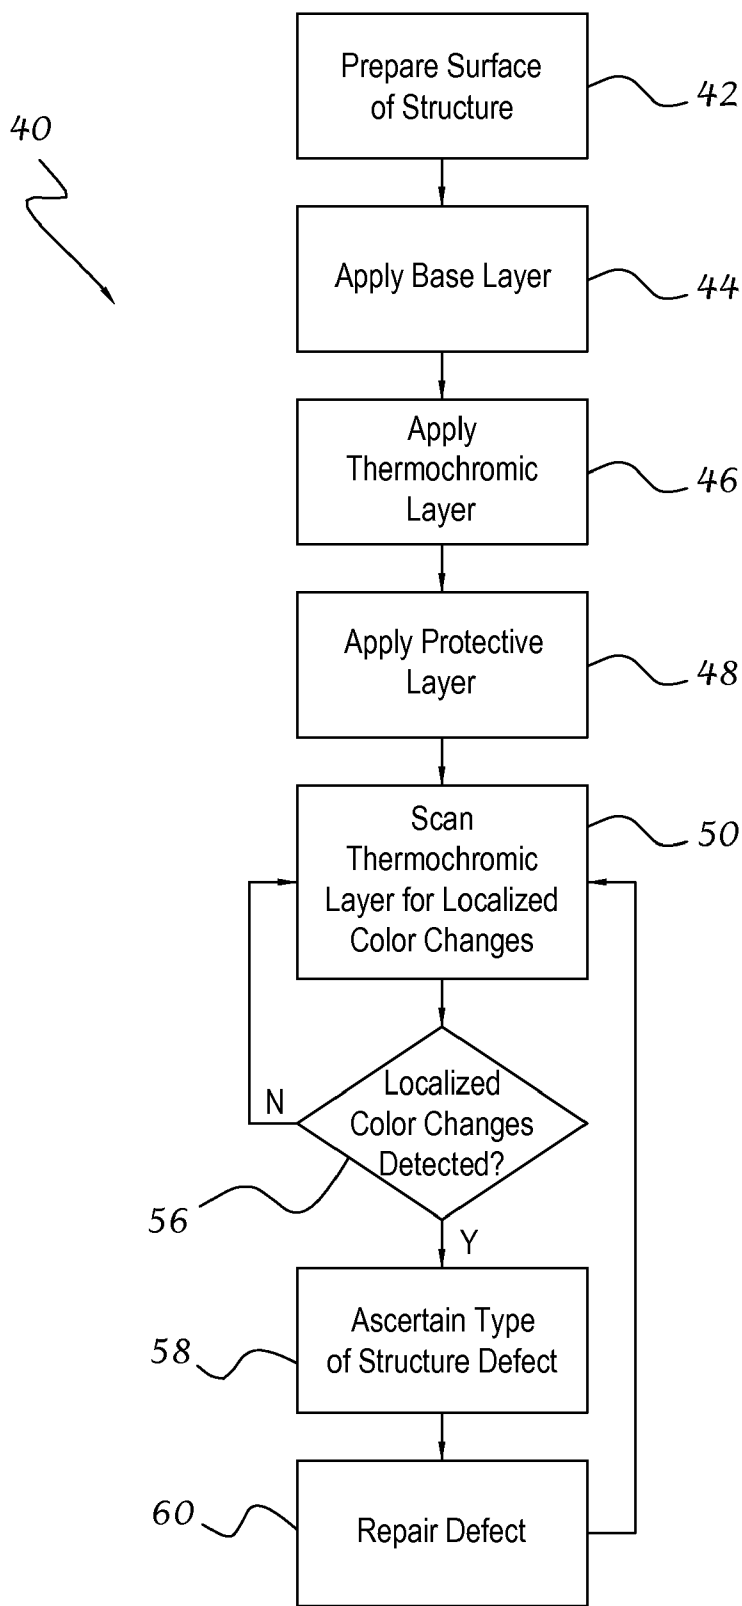 40
Prepare Surface
of Structure
42
Apply Base Layer
44
Apply
Thermochromic
Layer
46
Apply Protective
Layer
48
Scan
Thermochromic
Layer for Localized
Color Changes
50
Localized
Color Changes
Detected?
N
56
Y
Ascertain Type
of Structure Defect
58
Repair Defect
60